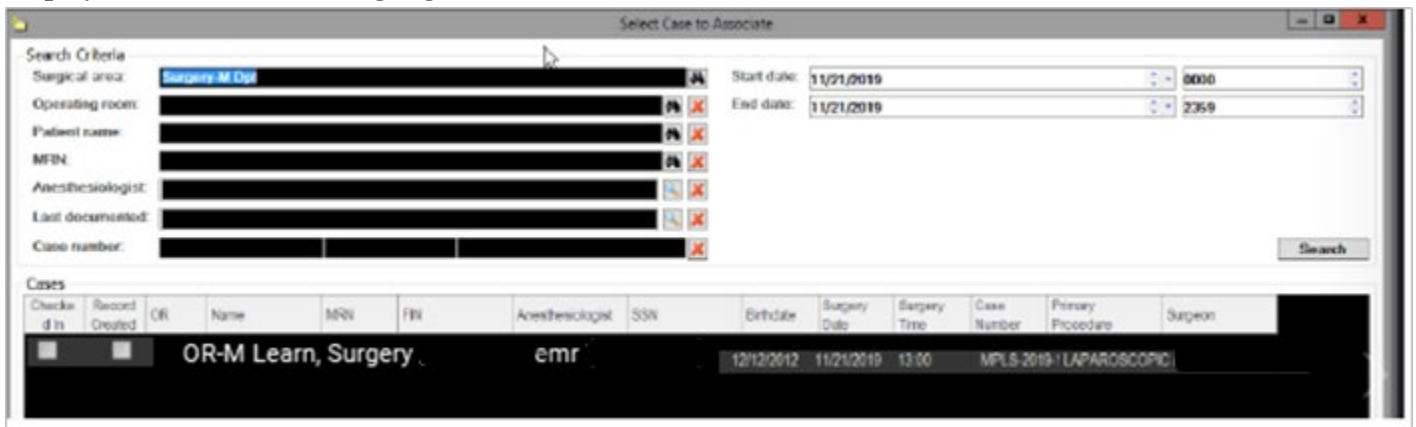 Select Case to Associate
Search Criteria
Surgical area: Surgery-M Dpt Start date: 11/21/2019 0000
Operating room: End date: 11/21/2019 2359
Patient name:
MRN:
Anesthesiologist:
Last documented:
Case number: Search
Cases
Checke d In Record Created OR Name MRN FIN Anesthesiologist SSN Birthdate Surgery Date Surgery Time Case Number Primary Procedure Surgeon
OR-M Learn, Surgery emr 12/12/2012 11/21/2019 13:00 MPLS-2019- LAPAROSCOPIC